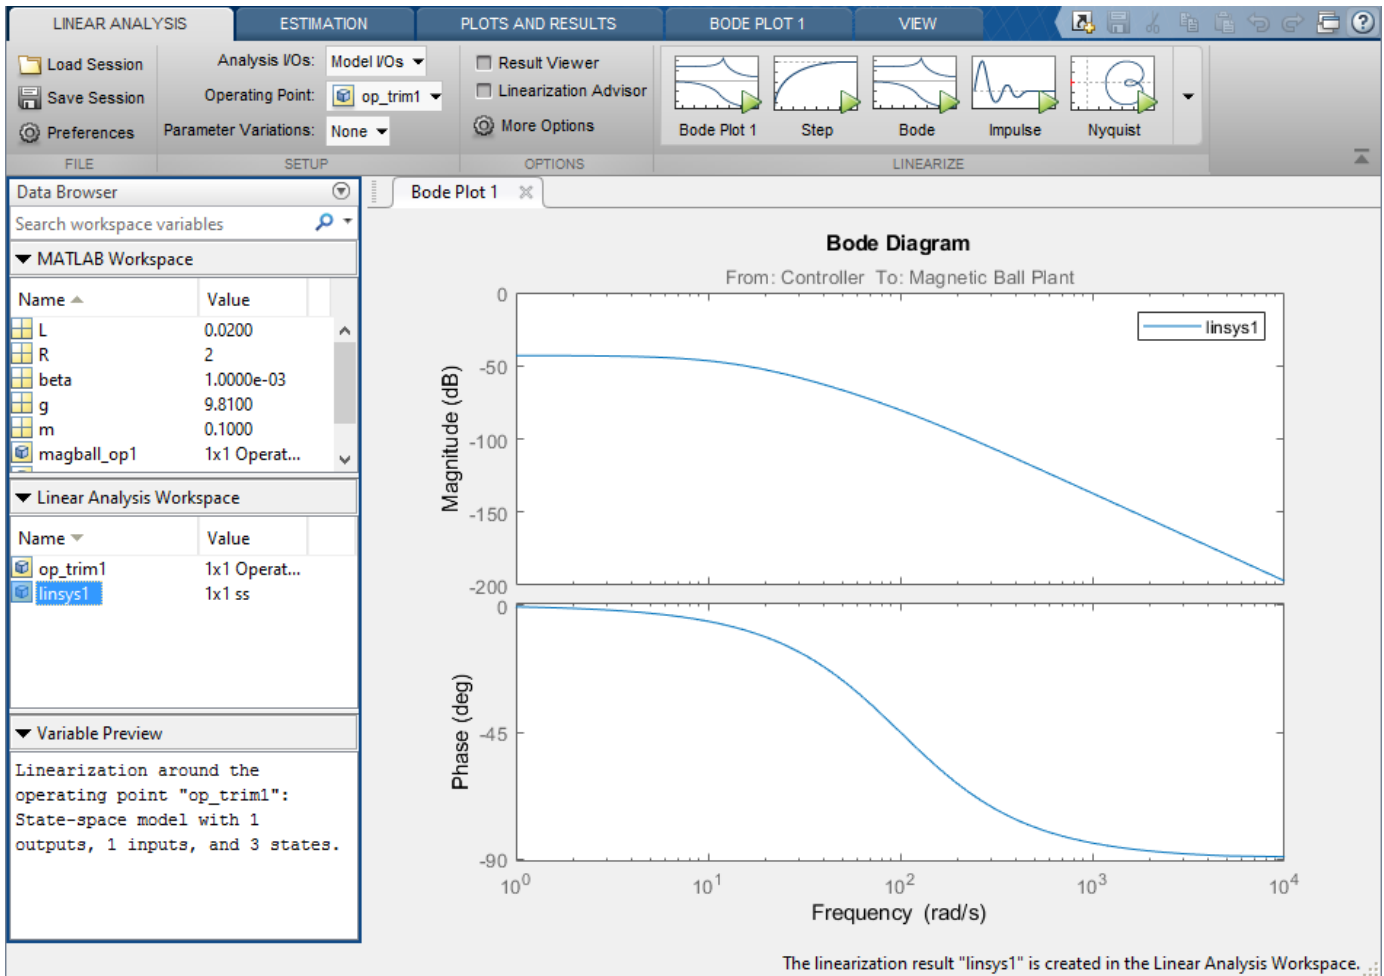 LINEAR ANALYSIS ESTIMATION PLOTS AND RESULTS BODE PLOT 1 VIEW
Load Session Analysis I/Os: Model I/Os Result Viewer
Save Session Operating Point: op_trim1 Linearization Advisor
Preferences Parameter Variations: None More Options Bode Plot 1 Step Bode Impulse Nyquist
FILE SETUP OPTIONS LINEARIZE
Data Browser
Search workspace variables
MATLAB Workspace
Name Value
L 0.0200
R 2
beta 1.0000e-03
g 9.8100
m 0.1000
magball_op1 1x1 Operat...
Linear Analysis Workspace
Name Value
op_trim1 1x1 Operat...
linsys1 1x1 ss
Variable Preview
Linearization around the
operating point "op_trim1":
State-space model with 1
outputs, 1 inputs, and 3 states.
Bode Plot 1
Bode Diagram
From: Controller To: Magnetic Ball Plant
linsys1
Magnitude (dB)
0
-50
-100
-150
-200
Phase (deg)
0
-45
-90
10^0 10^1 10^2 10^3 10^4
Frequency (rad/s)
The linearization result "linsys1" is created in the Linear Analysis Workspace.